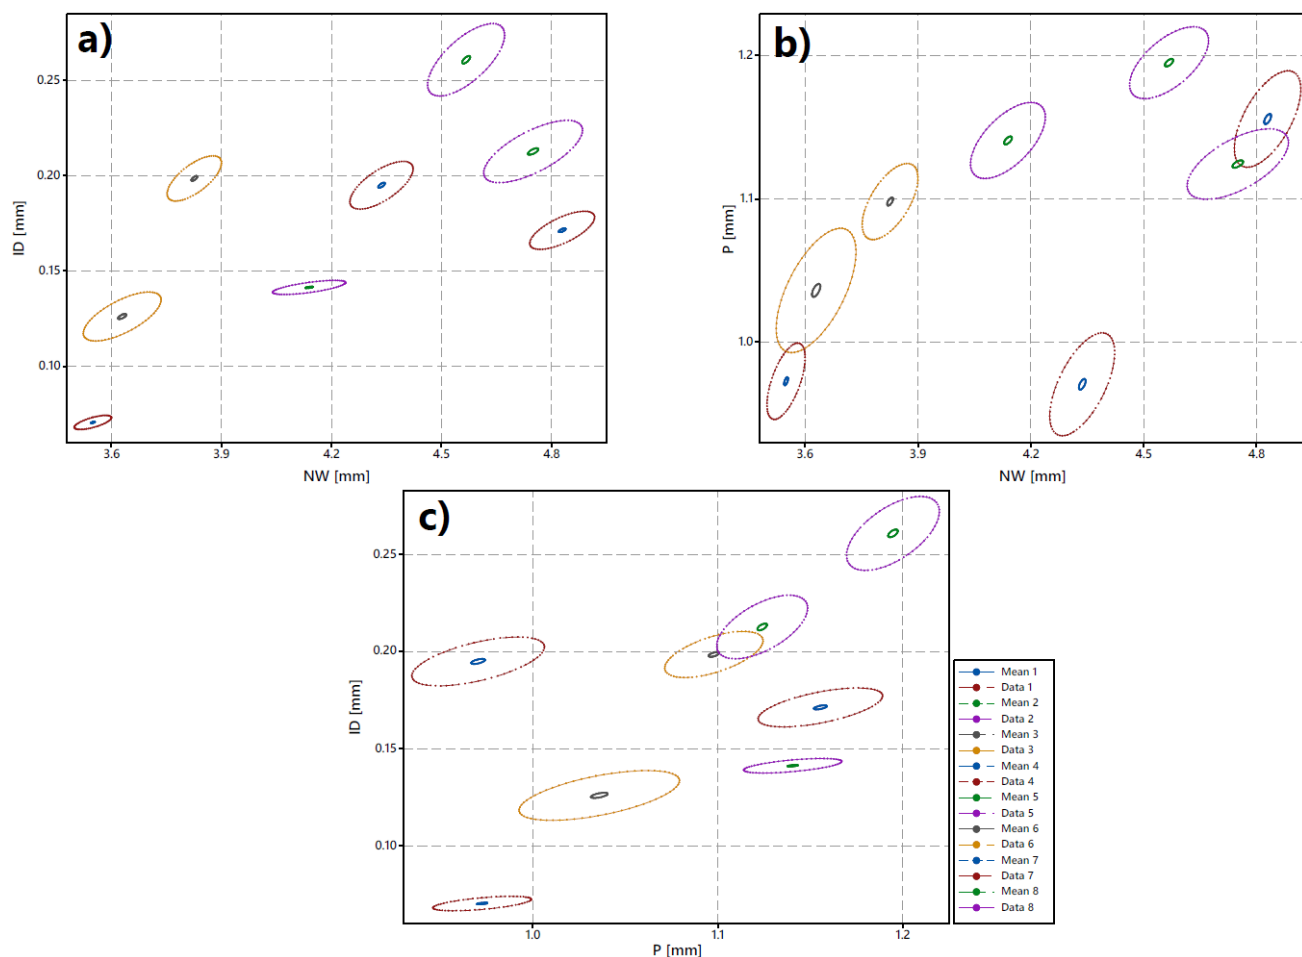 a)
0.25
0.20
0.15
0.10
ID [mm]
3.6
3.9
4.2
4.5
4.8
NW [mm]
b)
1.2
1.1
1.0
P [mm]
3.6
3.9
4.2
4.5
4.8
NW [mm]
c)
0.25
0.20
0.15
0.10
ID [mm]
1.0
1.1
1.2
P [mm]
Mean 1
Data 1
Mean 2
Data 2
Mean 3
Data 3
Mean 4
Data 4
Mean 5
Data 5
Mean 6
Data 6
Mean 7
Data 7
Mean 8
Data 8